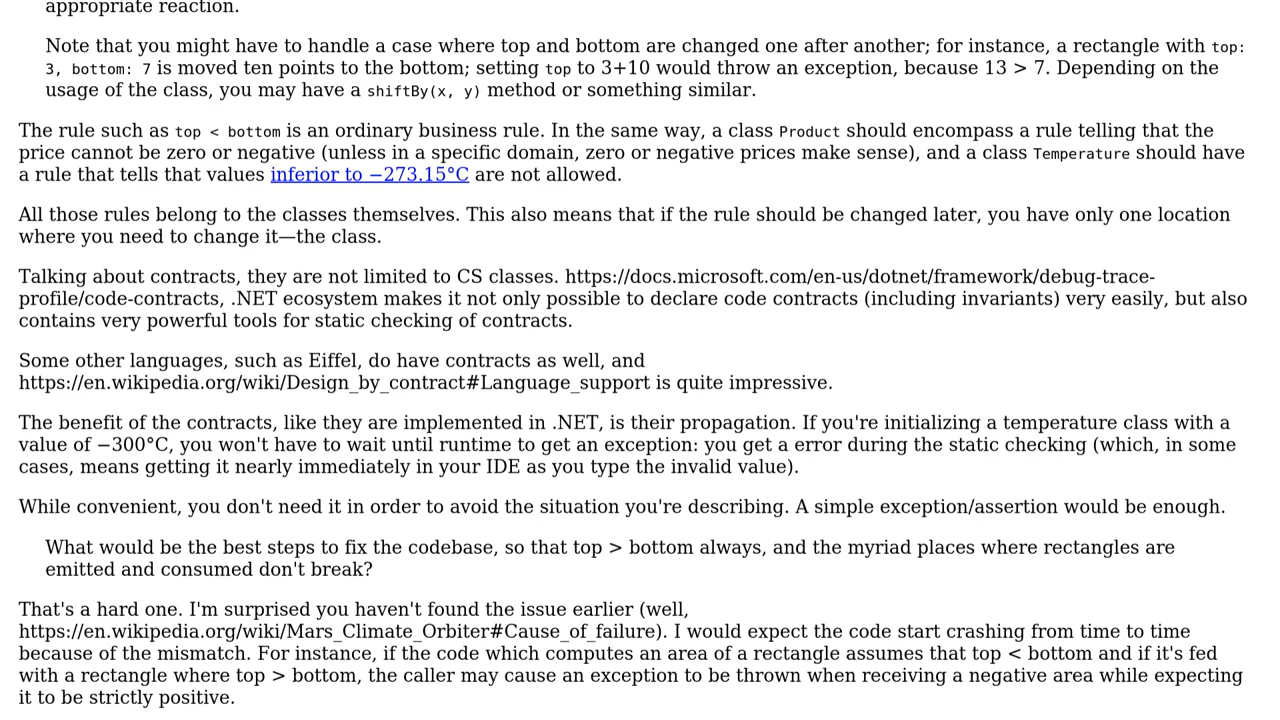 appropriate reaction.
Note that you might have to handle a case where top and bottom are changed one after another; for instance, a rectangle with top:
3, bottom: 7 is moved ten points to the bottom; setting top to 3+10 would throw an exception, because 13 > 7. Depending on the
usage of the class, you may have a shiftBy(x, y) method or something similar.
The rule such as top < bottom is an ordinary business rule. In the same way, a class Product should encompass a rule telling that the
price cannot be zero or negative (unless in a specific domain, zero or negative prices make sense), and a class Temperature should have
a rule that tells that values inferior to −273.15°C are not allowed.
All those rules belong to the classes themselves. This also means that if the rule should be changed later, you have only one location
where you need to change it—the class.
Talking about contracts, they are not limited to CS classes. https://docs.microsoft.com/en-us/dotnet/framework/debug-trace-
profile/code-contracts, .NET ecosystem makes it not only possible to declare code contracts (including invariants) very easily, but also
contains very powerful tools for static checking of contracts.
Some other languages, such as Eiffel, do have contracts as well, and
https://en.wikipedia.org/wiki/Design_by_contract#Language_support is quite impressive.
The benefit of the contracts, like they are implemented in .NET, is their propagation. If you're initializing a temperature class with a
value of −300°C, you won't have to wait until runtime to get an exception: you get a error during the static checking (which, in some
cases, means getting it nearly immediately in your IDE as you type the invalid value).
While convenient, you don't need it in order to avoid the situation you're describing. A simple exception/assertion would be enough.
What would be the best steps to fix the codebase, so that top > bottom always, and the myriad places where rectangles are
emitted and consumed don't break?
That's a hard one. I'm surprised you haven't found the issue earlier (well,
https://en.wikipedia.org/wiki/Mars_Climate_Orbiter#Cause_of_failure). I would expect the code start crashing from time to time
because of the mismatch. For instance, if the code which computes an area of a rectangle assumes that top < bottom and if it's fed
with a rectangle where top > bottom, the caller may cause an exception to be thrown when receiving a negative area while expecting
it to be strictly positive.